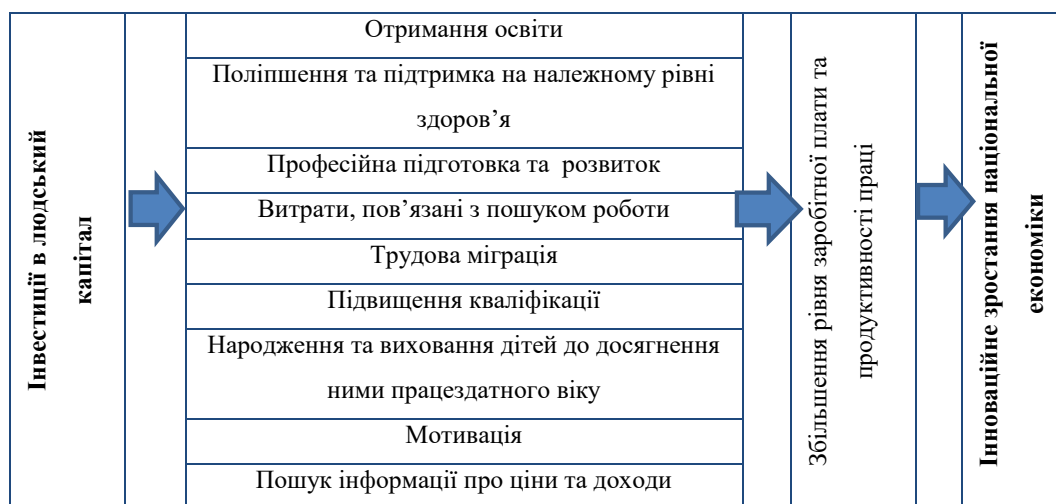 Інвестиції в людський
капітал
Отримання освіти
Поліпшення та підтримка на належному рівні
здоров’я
Професійна підготовка та розвиток
Витрати, пов’язані з пошуком роботи
Трудова міграція
Підвищення кваліфікації
Народження та виховання дітей до досягнення
ними працездатного віку
Мотивація
Пошук інформації про ціни та доходи
Збільшення рівня заробітної плати та
продуктивності праці
Інноваційне зростання національної
економіки